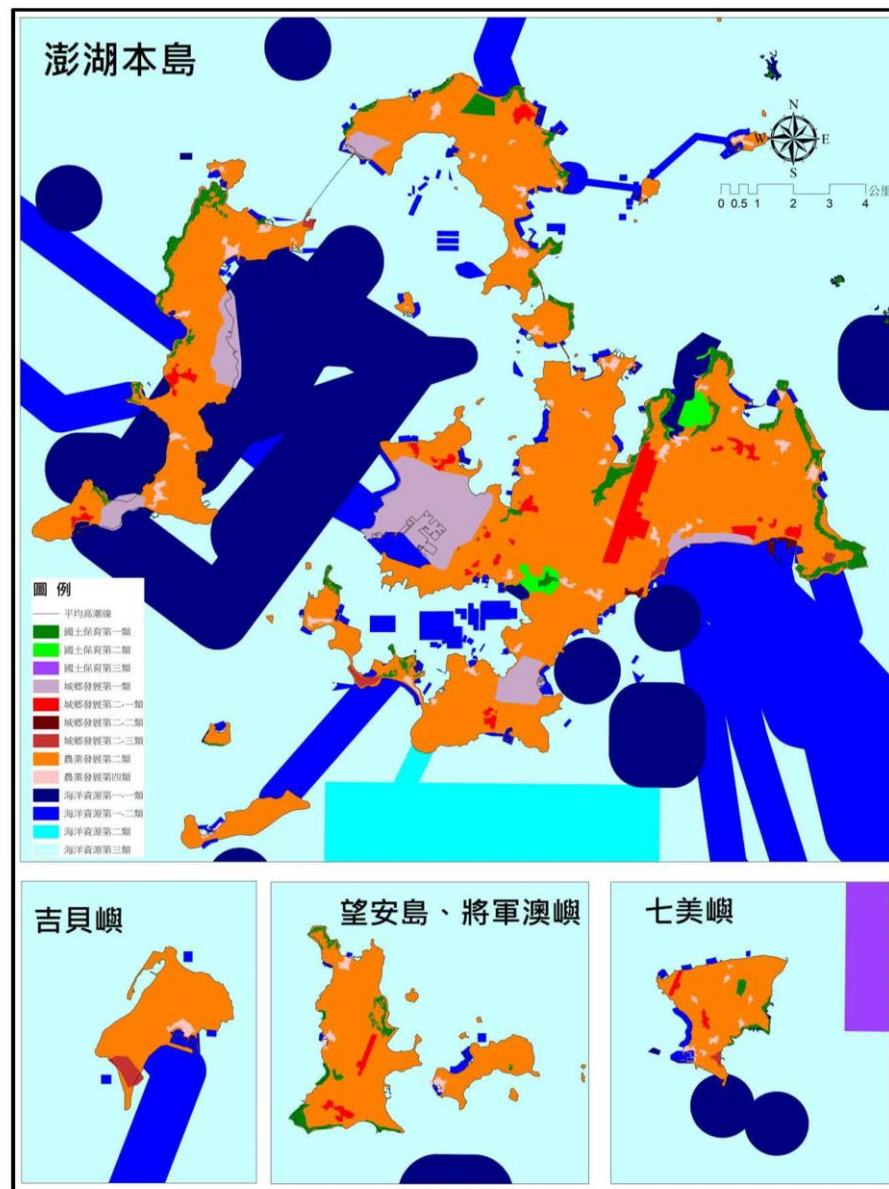 澎湖本島
N
W
E
S
公里
0 0.5 1 2 3 4
圖 例
平均高潮線
國土保育第一類
國土保育第二類
國土保育第三類
城鄉發展第一類
城鄉發展第二-一類
城鄉發展第二-二類
城鄉發展第二-三類
農業發展第二類
農業發展第四類
海洋資源第一-一類
海洋資源第一-二類
海洋資源第二類
海洋資源第三類
吉貝嶼
望安島、將軍澳嶼
七美嶼